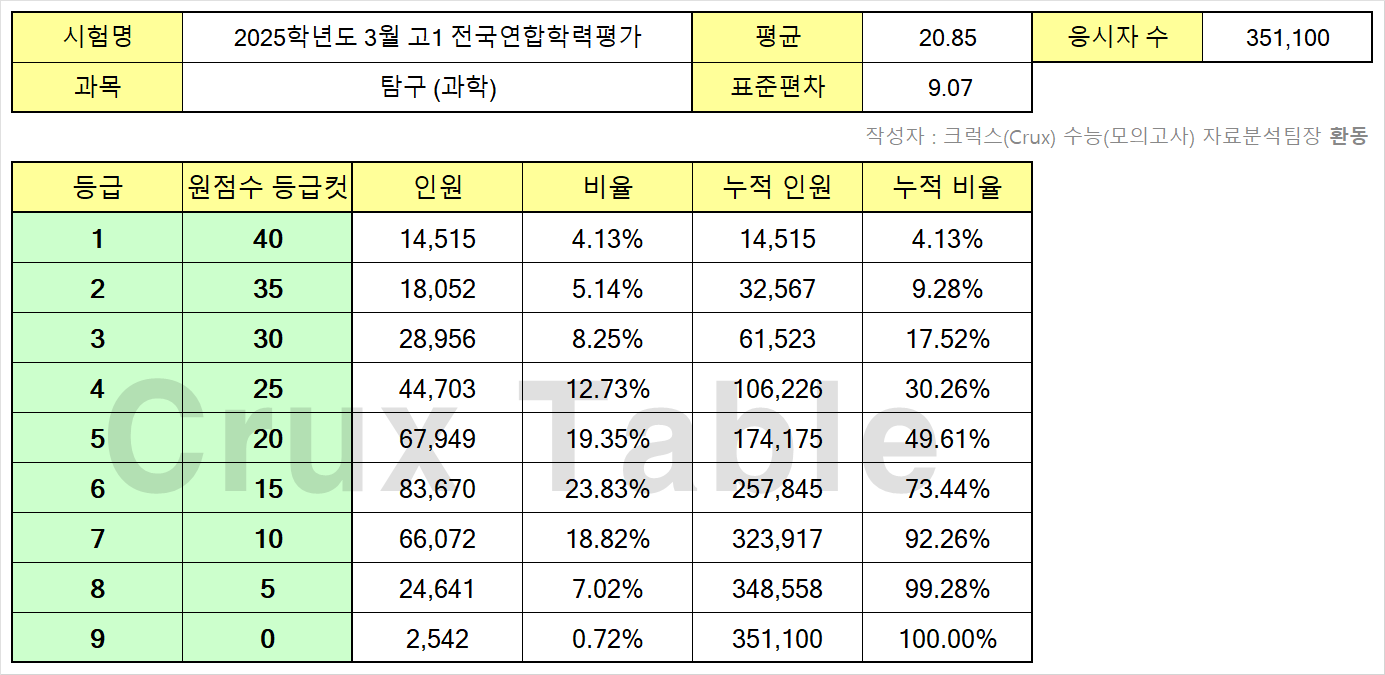 시험명 2025학년도 3월 고1 전국연합학력평가 평균 20.85 응시자 수 351,100
과목 탐구 (과학) 표준편차 9.07
작성자 : 크럭스(Crux) 수능(모의고사) 자료분석팀장 환동
등급 원점수 등급컷 인원 비율 누적 인원 누적 비율
1 40 14,515 4.13% 14,515 4.13%
2 35 18,052 5.14% 32,567 9.28%
3 30 28,956 8.25% 61,523 17.52%
4 25 44,703 12.73% 106,226 30.26%
5 20 67,949 19.35% 174,175 49.61%
6 15 83,670 23.83% 257,845 73.44%
7 10 66,072 18.82% 323,917 92.26%
8 5 24,641 7.02% 348,558 99.28%
9 0 2,542 0.72% 351,100 100.00%
Crux Table